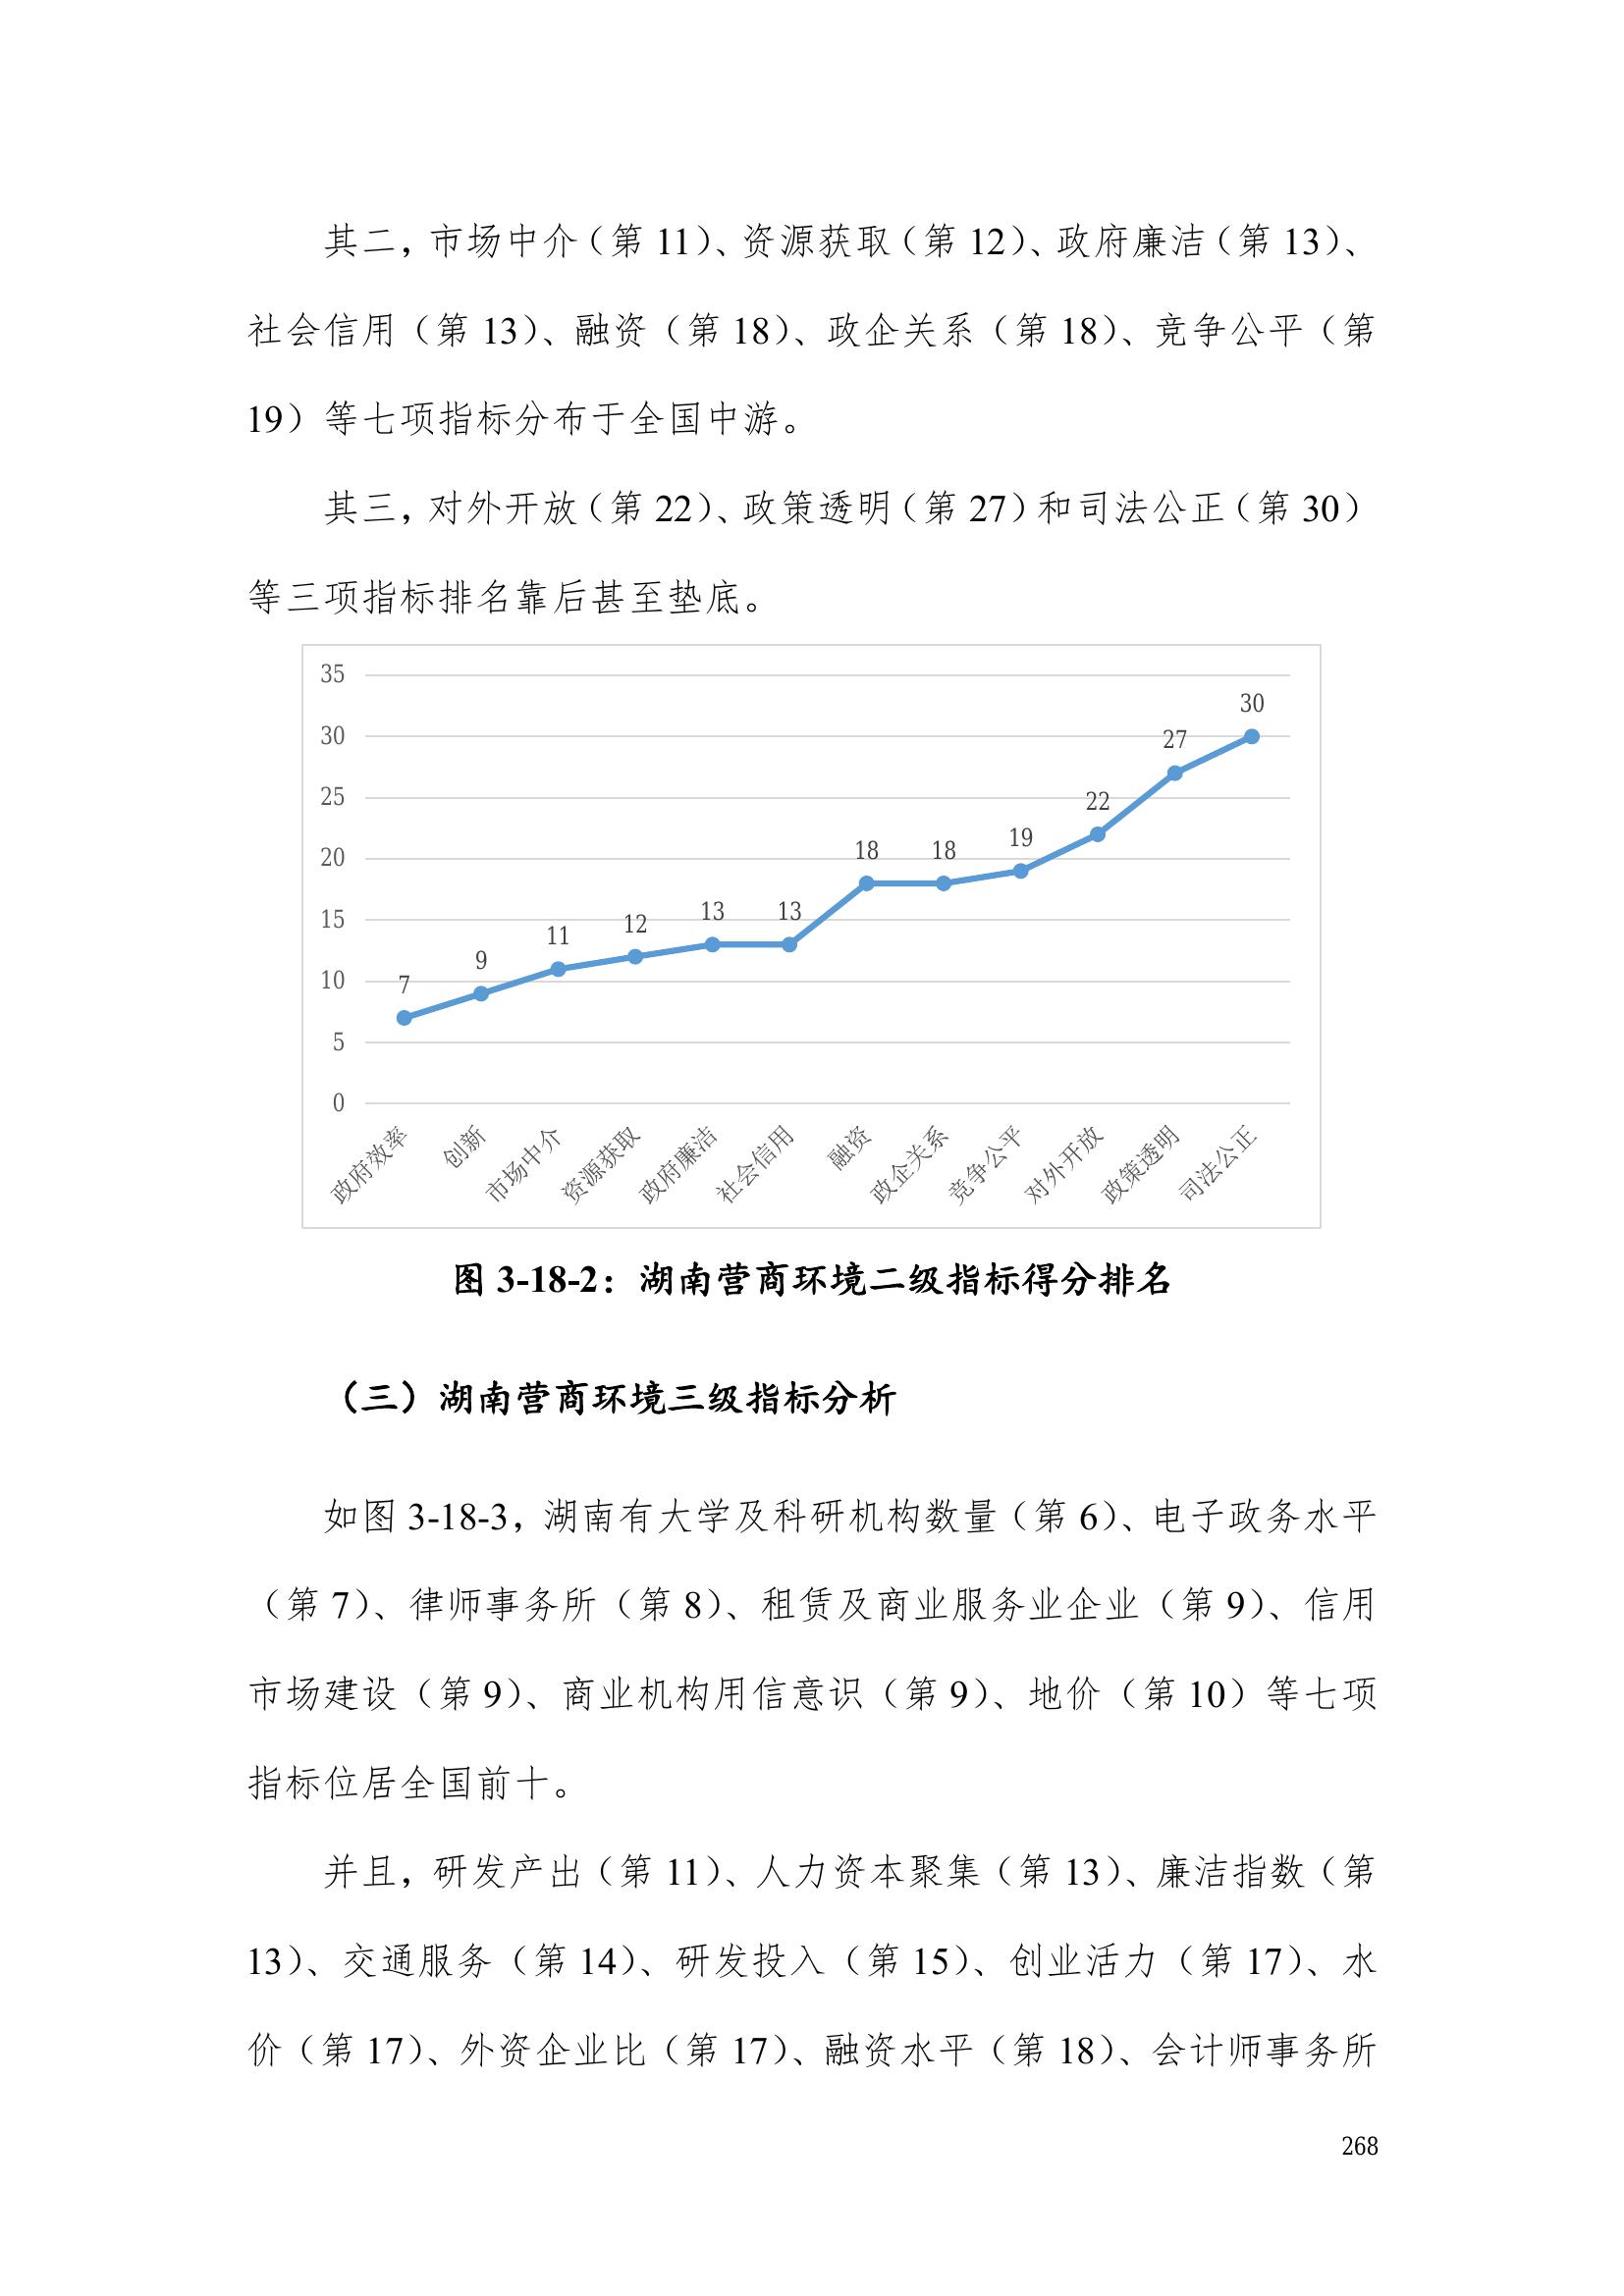 其二，市场中介（第 11）、资源获取（第 12）、政府廉洁（第 13）、
社会信用（第 13）、融资（第 18）、政企关系（第 18）、竞争公平（第
19）等七项指标分布于全国中游。
其三，对外开放（第 22）、政策透明（第 27）和司法公正（第 30）
等三项指标排名靠后甚至垫底。
35
30
25
20
15
10
5
0
7
9
11
12
13
13
18
18
19
22
27
30
政府效率
创新
市场中介
资源获取
政府廉洁
社会信用
融资
政企关系
竞争公平
对外开放
政策透明
司法公正
图 3-18-2：湖南营商环境二级指标得分排名
（三）湖南营商环境三级指标分析
如图 3-18-3，湖南有大学及科研机构数量（第 6）、电子政务水平
（第 7）、律师事务所（第 8）、租赁及商业服务业企业（第 9）、信用
市场建设（第 9）、商业机构用信意识（第 9）、地价（第 10）等七项
指标位居全国前十。
并且，研发产出（第 11）、人力资本聚集（第 13）、廉洁指数（第
13）、交通服务（第 14）、研发投入（第 15）、创业活力（第 17）、水
价（第 17）、外资企业比（第 17）、融资水平（第 18）、会计师事务所
268